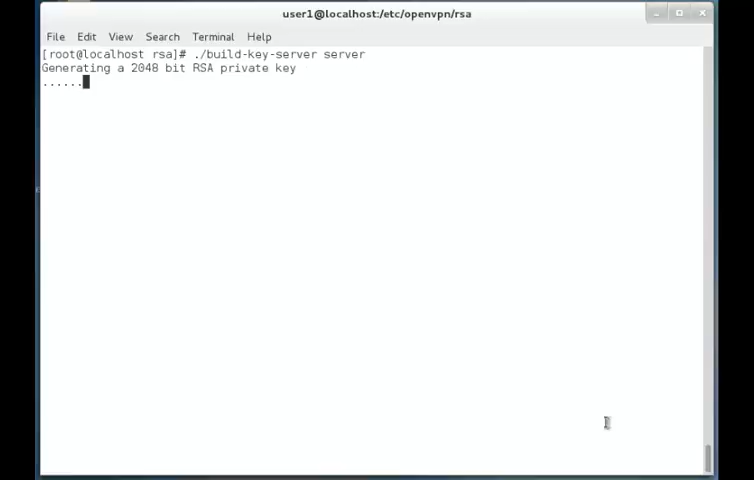 user1@localhost:/etc/openvpn/rsa
File Edit View Search Terminal Help
[root@localhost rsa]# ./build-key-server server
Generating a 2048 bit RSA private key
......